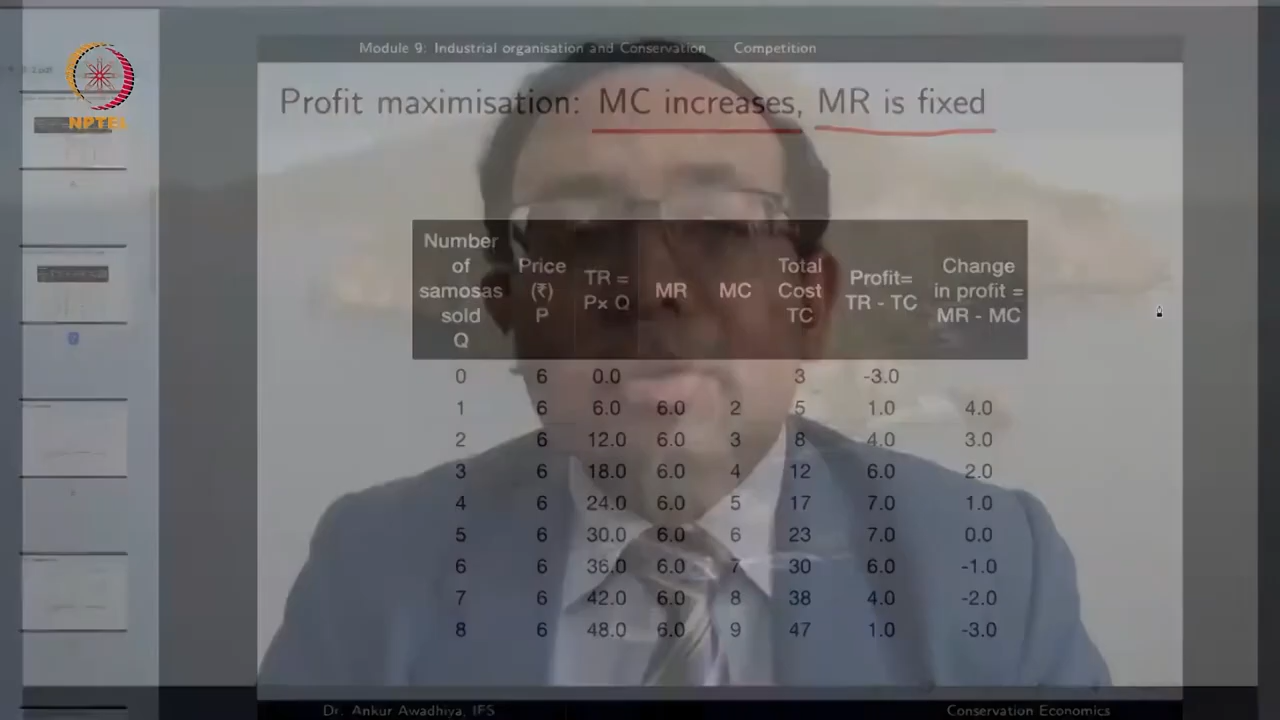 NPTEL
Module 9: Industrial organisation and Conservation Competition
Profit maximisation: MC increases, MR is fixed
Number of samosas sold Q | Price (₹) P | TR = P× Q | MR | MC | Total Cost TC | Profit= TR - TC | Change in profit = MR - MC
0 6 0.0 3 -3.0
1 6 6.0 6.0 2 5 1.0 4.0
2 6 12.0 6.0 3 8 4.0 3.0
3 6 18.0 6.0 4 12 6.0 2.0
4 6 24.0 6.0 5 17 7.0 1.0
5 6 30.0 6.0 6 23 7.0 0.0
6 6 36.0 6.0 7 30 6.0 -1.0
7 6 42.0 6.0 8 38 4.0 -2.0
8 6 48.0 6.0 9 47 1.0 -3.0
Dr. Ankur Awadhiya, IFS Conservation Economics